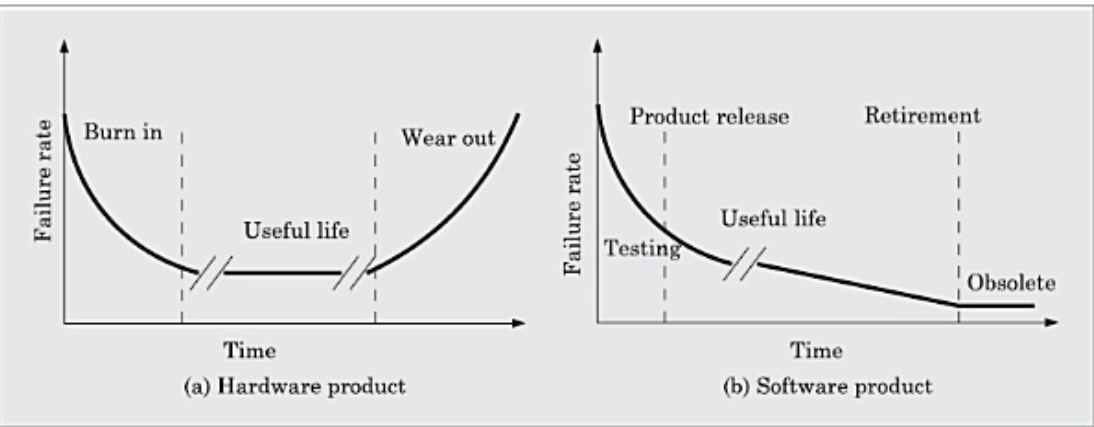 Failure rate
Burn in
Useful life
Wear out
Time
(a) Hardware product
Failure rate
Product release
Retirement
Testing
Useful life
Obsolete
Time
(b) Software product